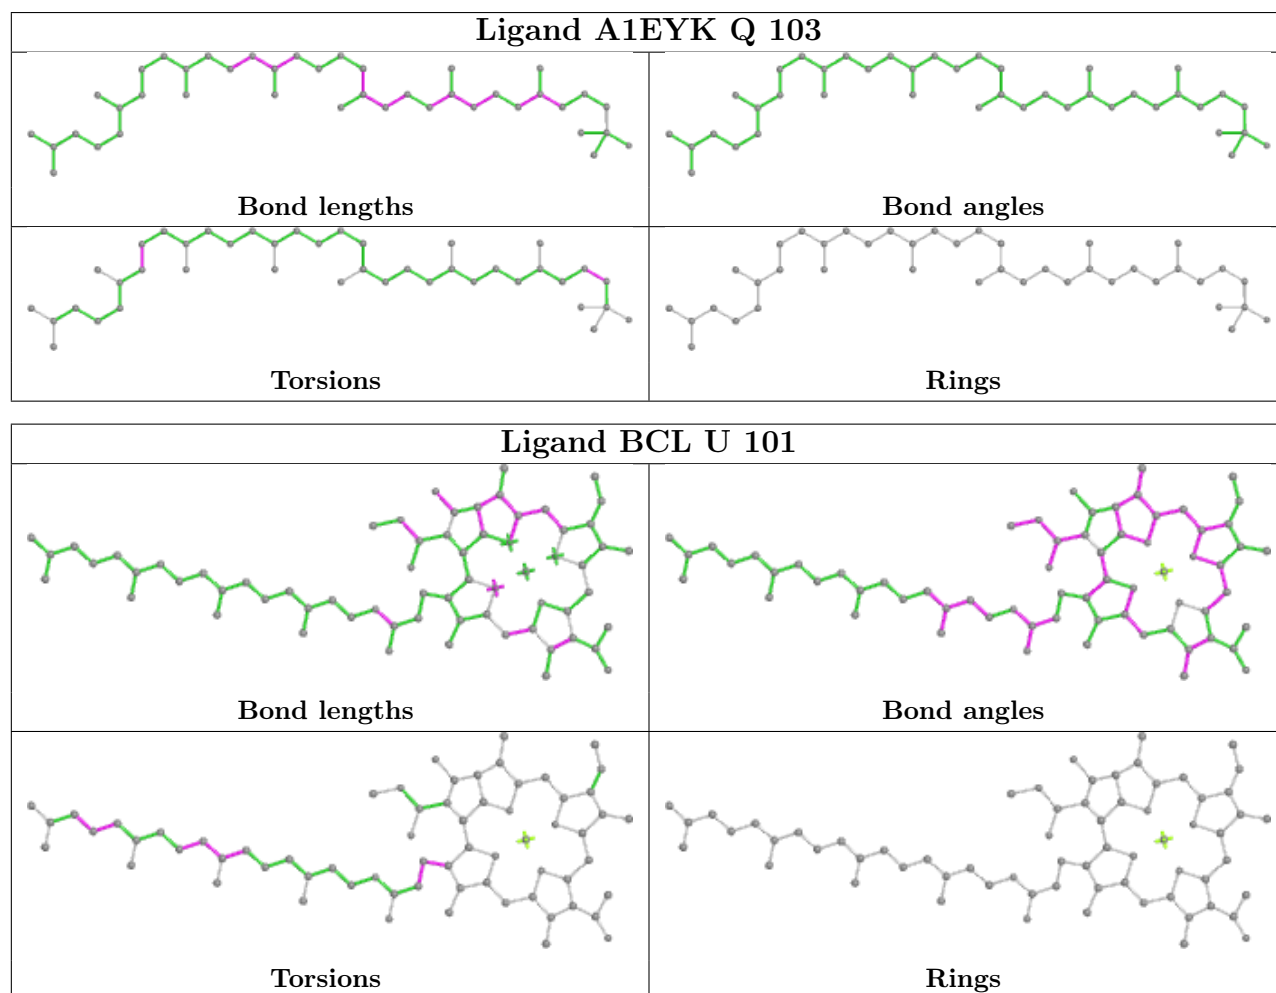 Ligand A1EYK Q 103
Bond lengths
Bond angles
Torsions
Rings
Ligand BCL U 101
Bond lengths
Bond angles
Torsions
Rings